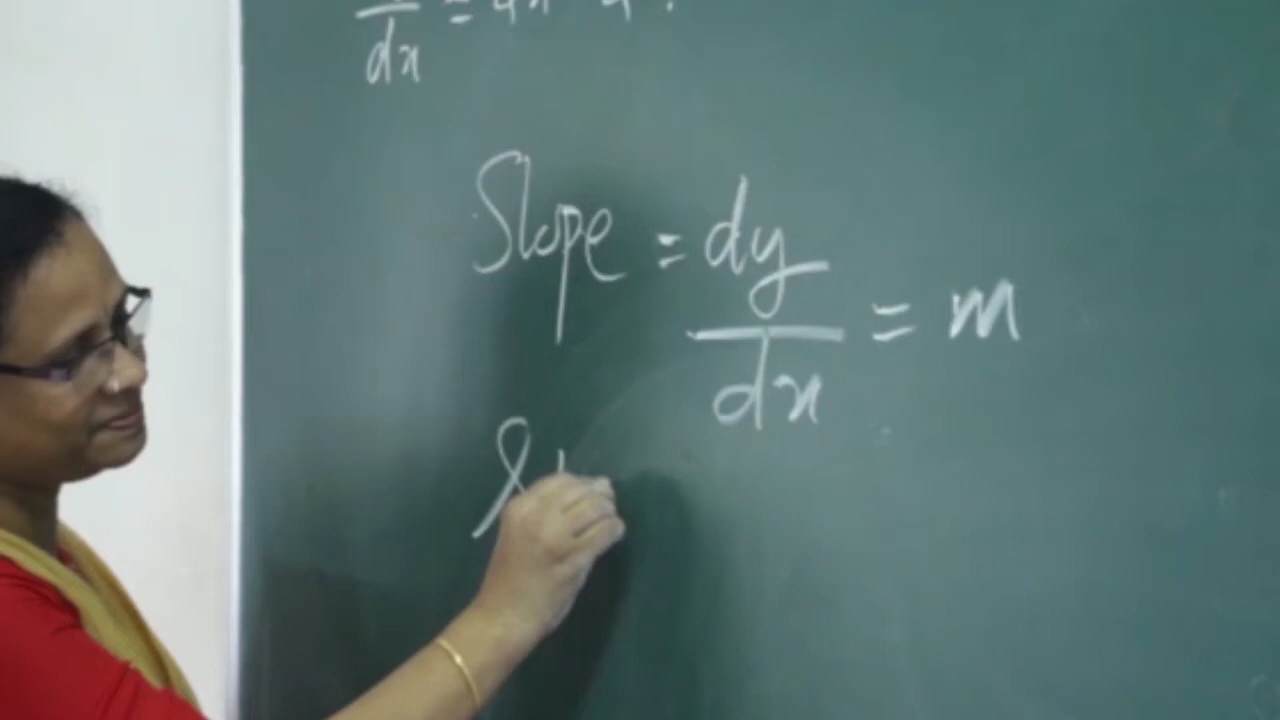 dx
Slope = dy/dx = m